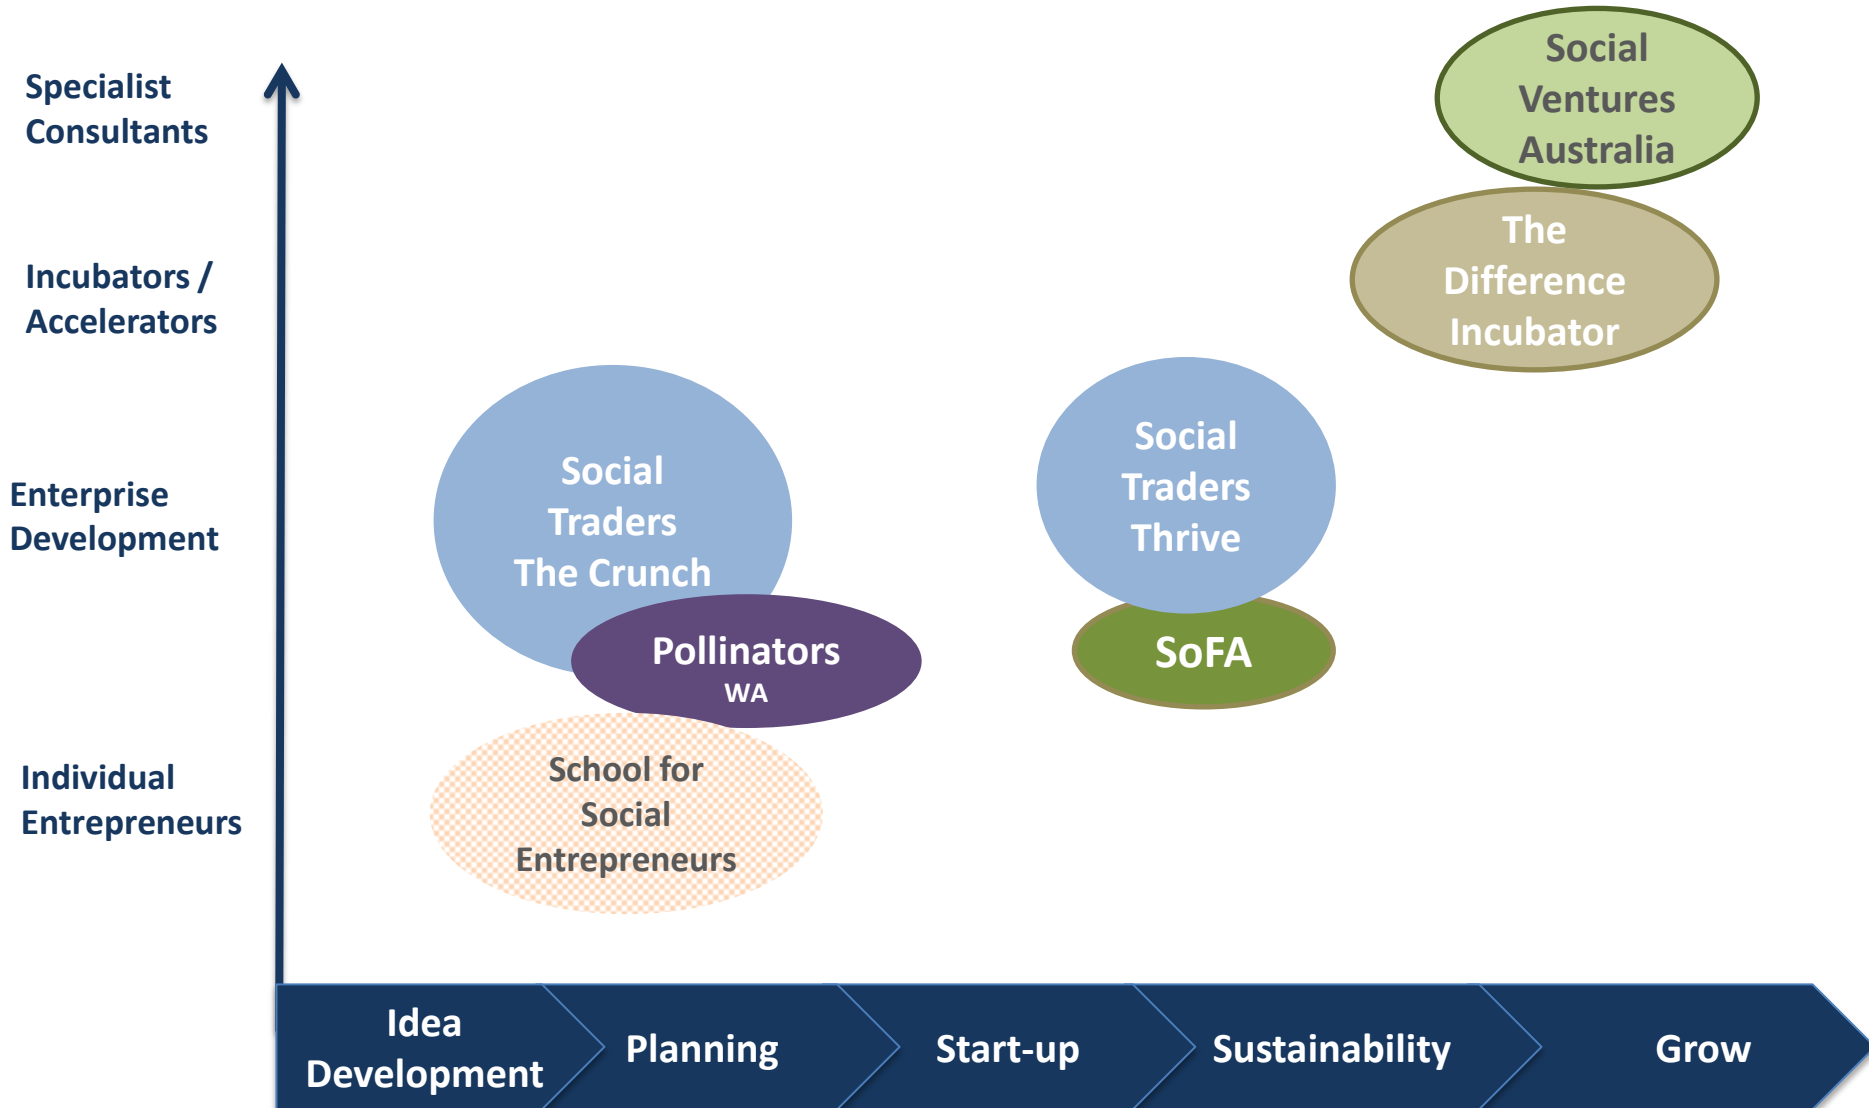 Specialist
Consultants
Incubators /
Accelerators
Enterprise
Development
Individual
Entrepreneurs
Social
Ventures
Australia
The
Difference
Incubator
Social
Traders
The Crunch
Social
Traders
Thrive
Pollinators
WA
SoFA
School for
Social
Entrepreneurs
Idea
Development
Planning
Start-up
Sustainability
Grow